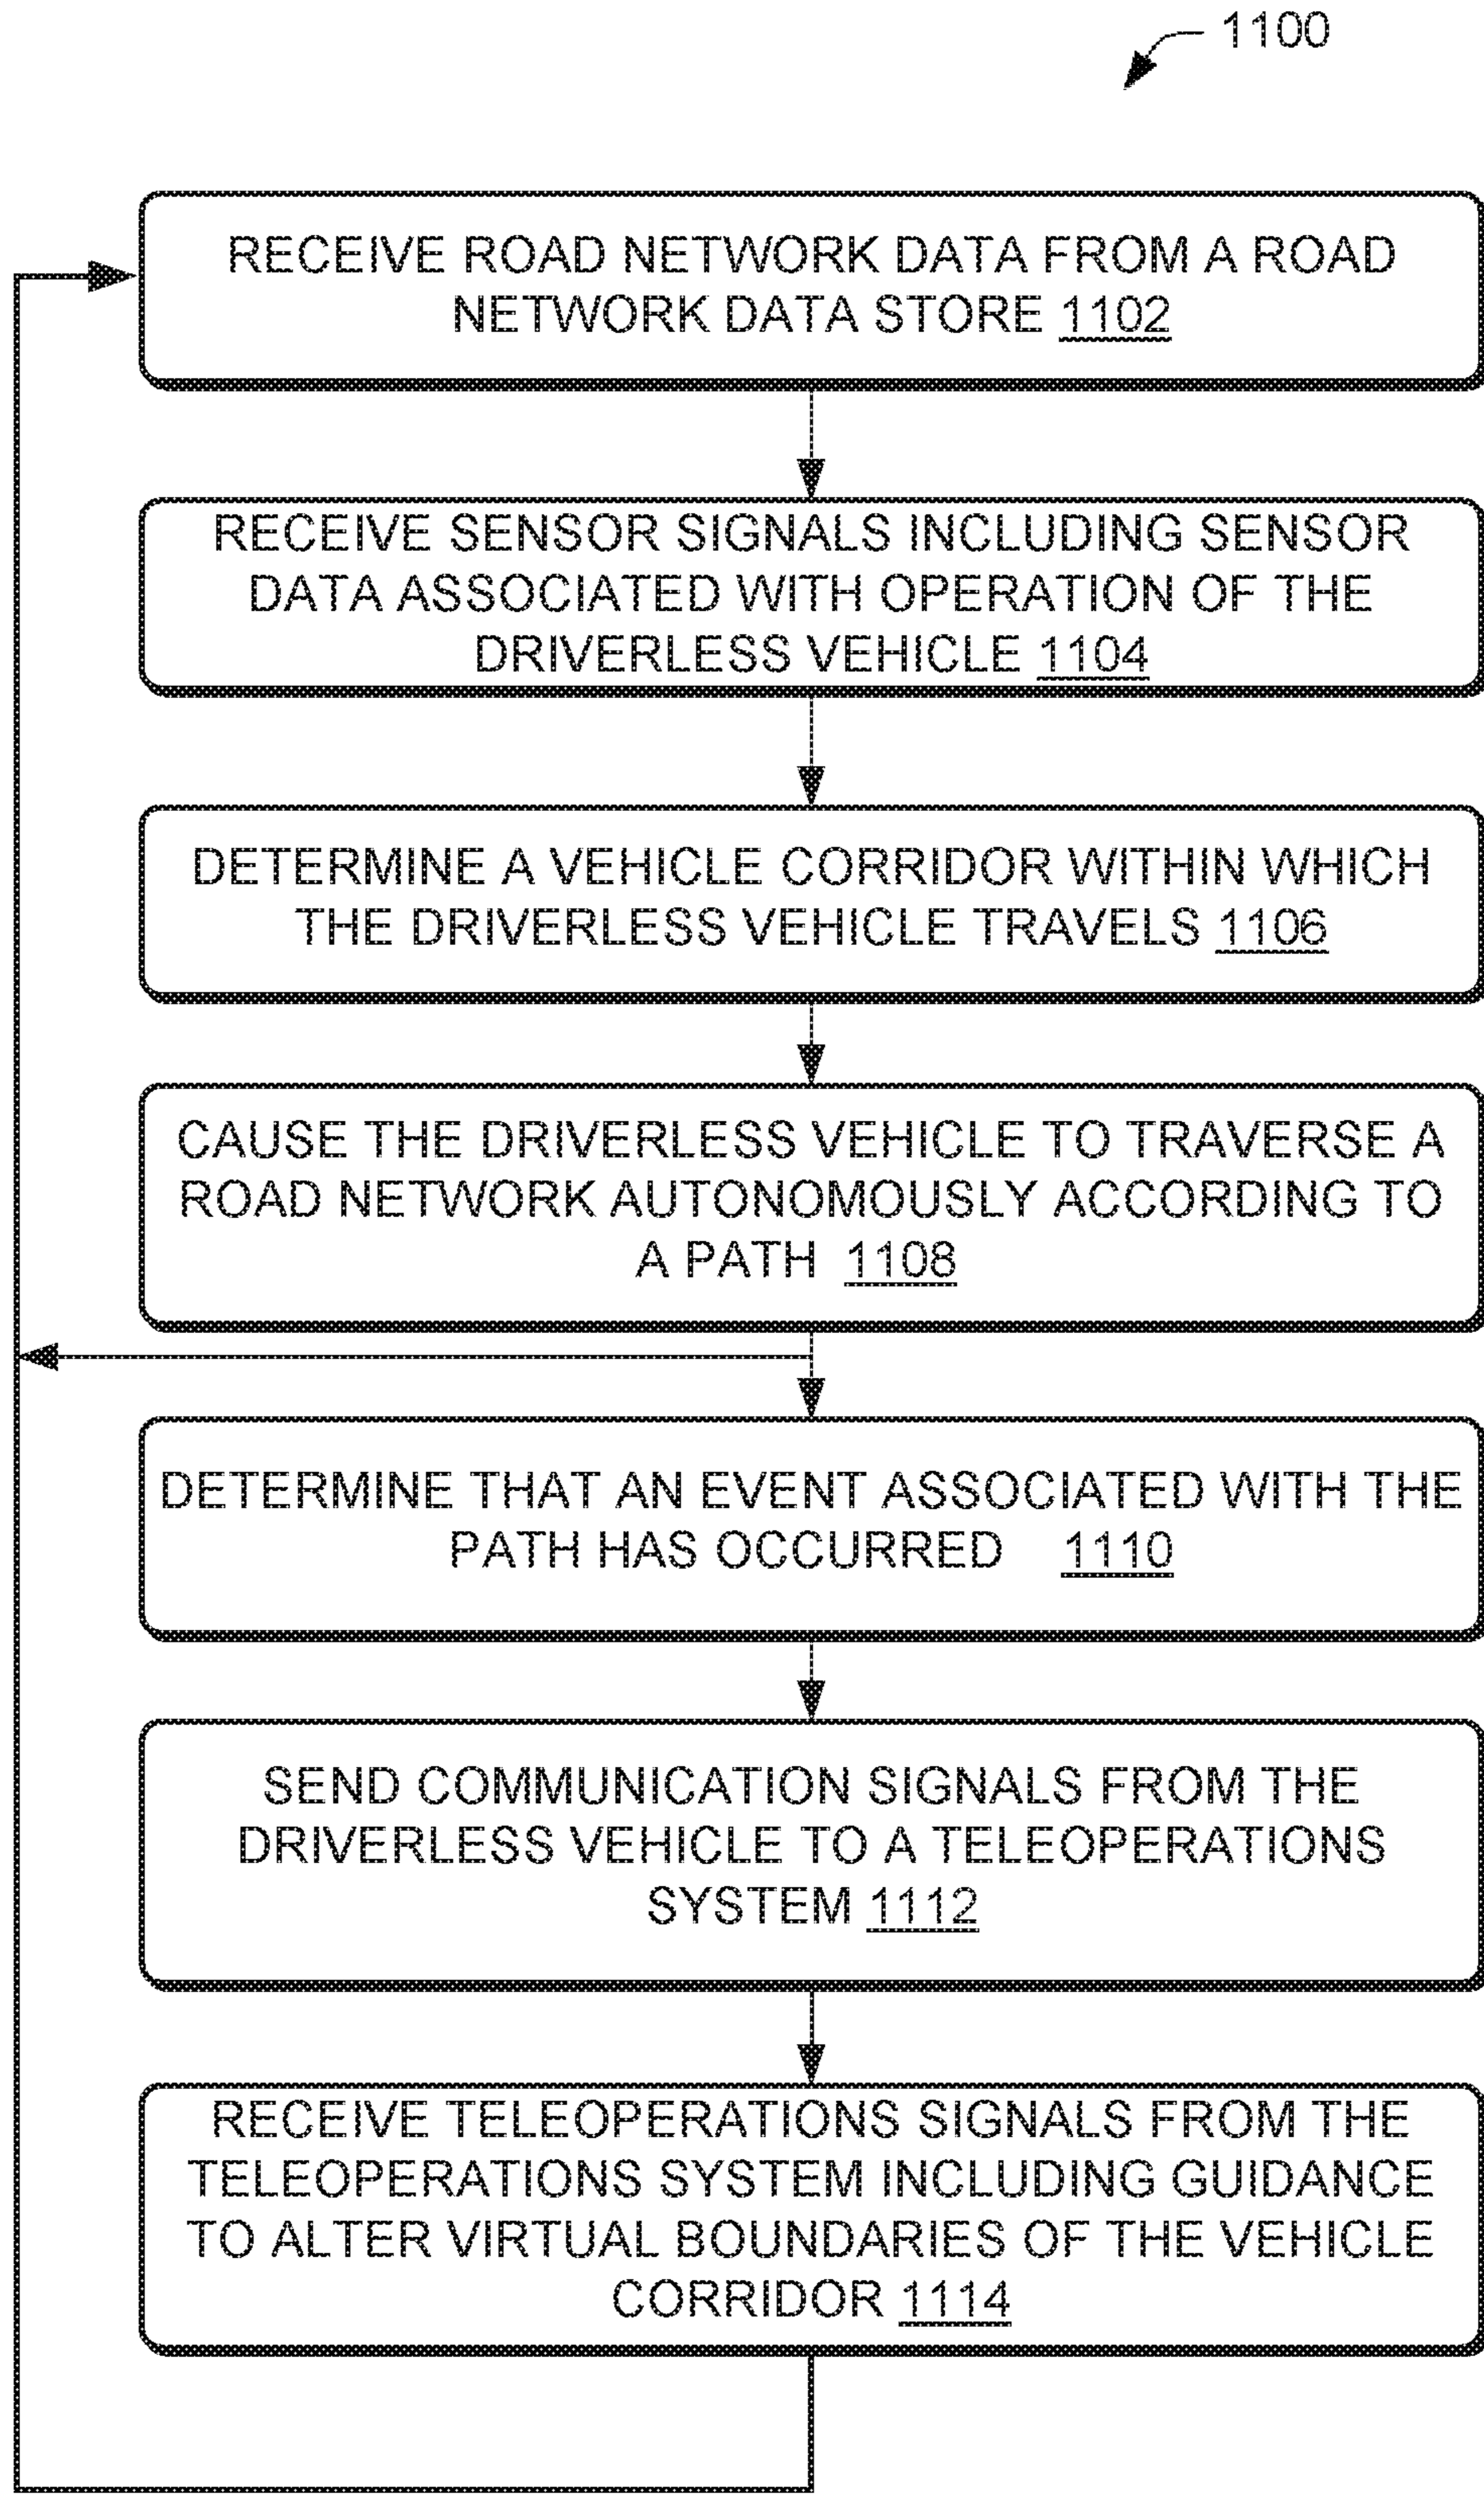 1100
RECEIVE ROAD NETWORK DATA FROM A ROAD
NETWORK DATA STORE 1102
RECEIVE SENSOR SIGNALS INCLUDING SENSOR
DATA ASSOCIATED WITH OPERATION OF THE
DRIVERLESS VEHICLE 1104
DETERMINE A VEHICLE CORRIDOR WITHIN WHICH
THE DRIVERLESS VEHICLE TRAVELS 1106
CAUSE THE DRIVERLESS VEHICLE TO TRAVERSE A
ROAD NETWORK AUTONOMOUSLY ACCORDING TO
A PATH 1108
DETERMINE THAT AN EVENT ASSOCIATED WITH THE
PATH HAS OCCURRED 1110
SEND COMMUNICATION SIGNALS FROM THE
DRIVERLESS VEHICLE TO A TELEOPERATIONS
SYSTEM 1112
RECEIVE TELEOPERATIONS SIGNALS FROM THE
TELEOPERATIONS SYSTEM INCLUDING GUIDANCE
TO ALTER VIRTUAL BOUNDARIES OF THE VEHICLE
CORRIDOR 1114